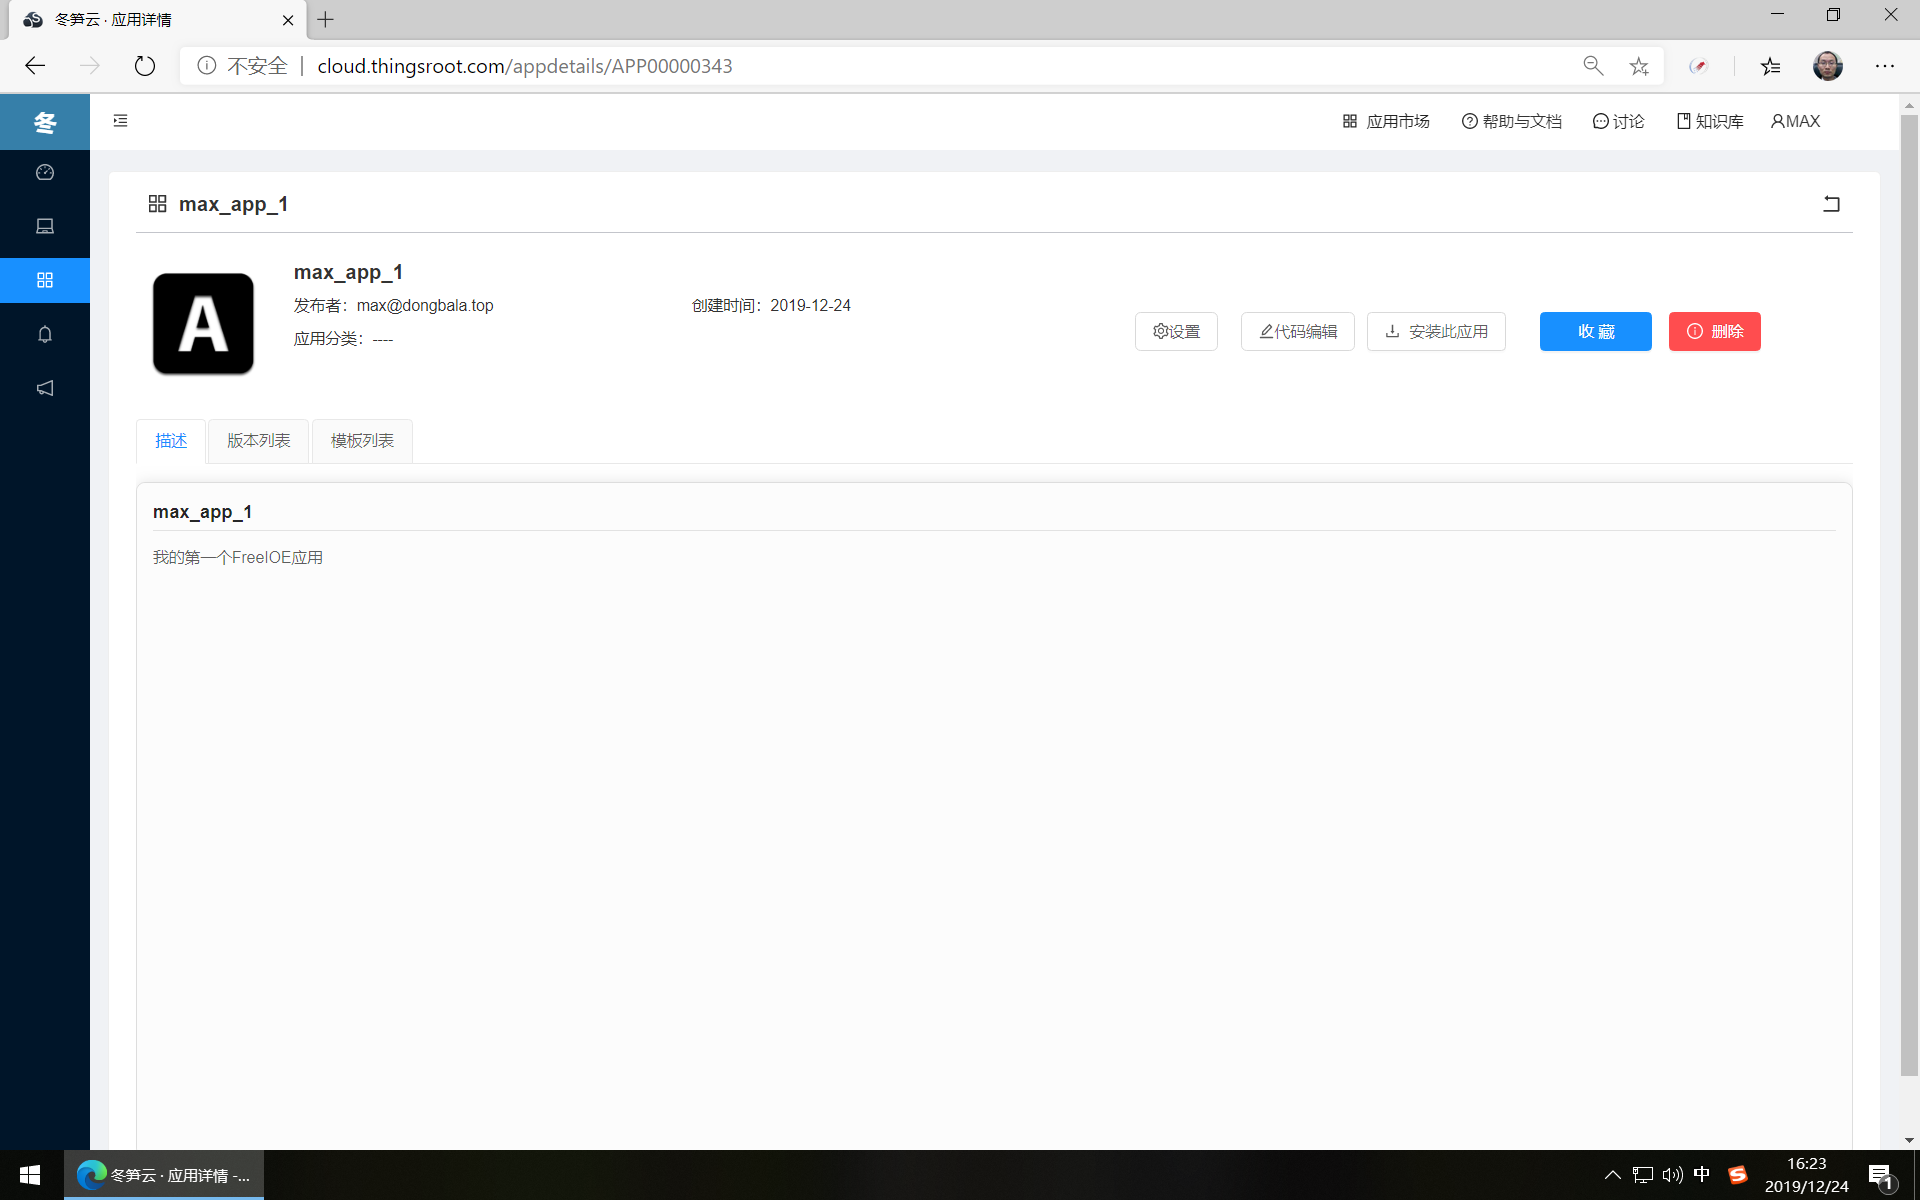 冬笋云 · 应用详情
不安全 | cloud.thingsroot.com/appdetails/APP00000343
冬
应用市场 帮助与文档 讨论 知识库 MAX
max_app_1
A
max_app_1
发布者：max@dongbala.top 创建时间：2019-12-24
应用分类：----
设置 代码编辑 安装此应用 收 藏 删除
描述 版本列表 模板列表
max_app_1
我的第一个FreeIOE应用
冬笋云 · 应用详情 -...
中
16:23
2019/12/24
1